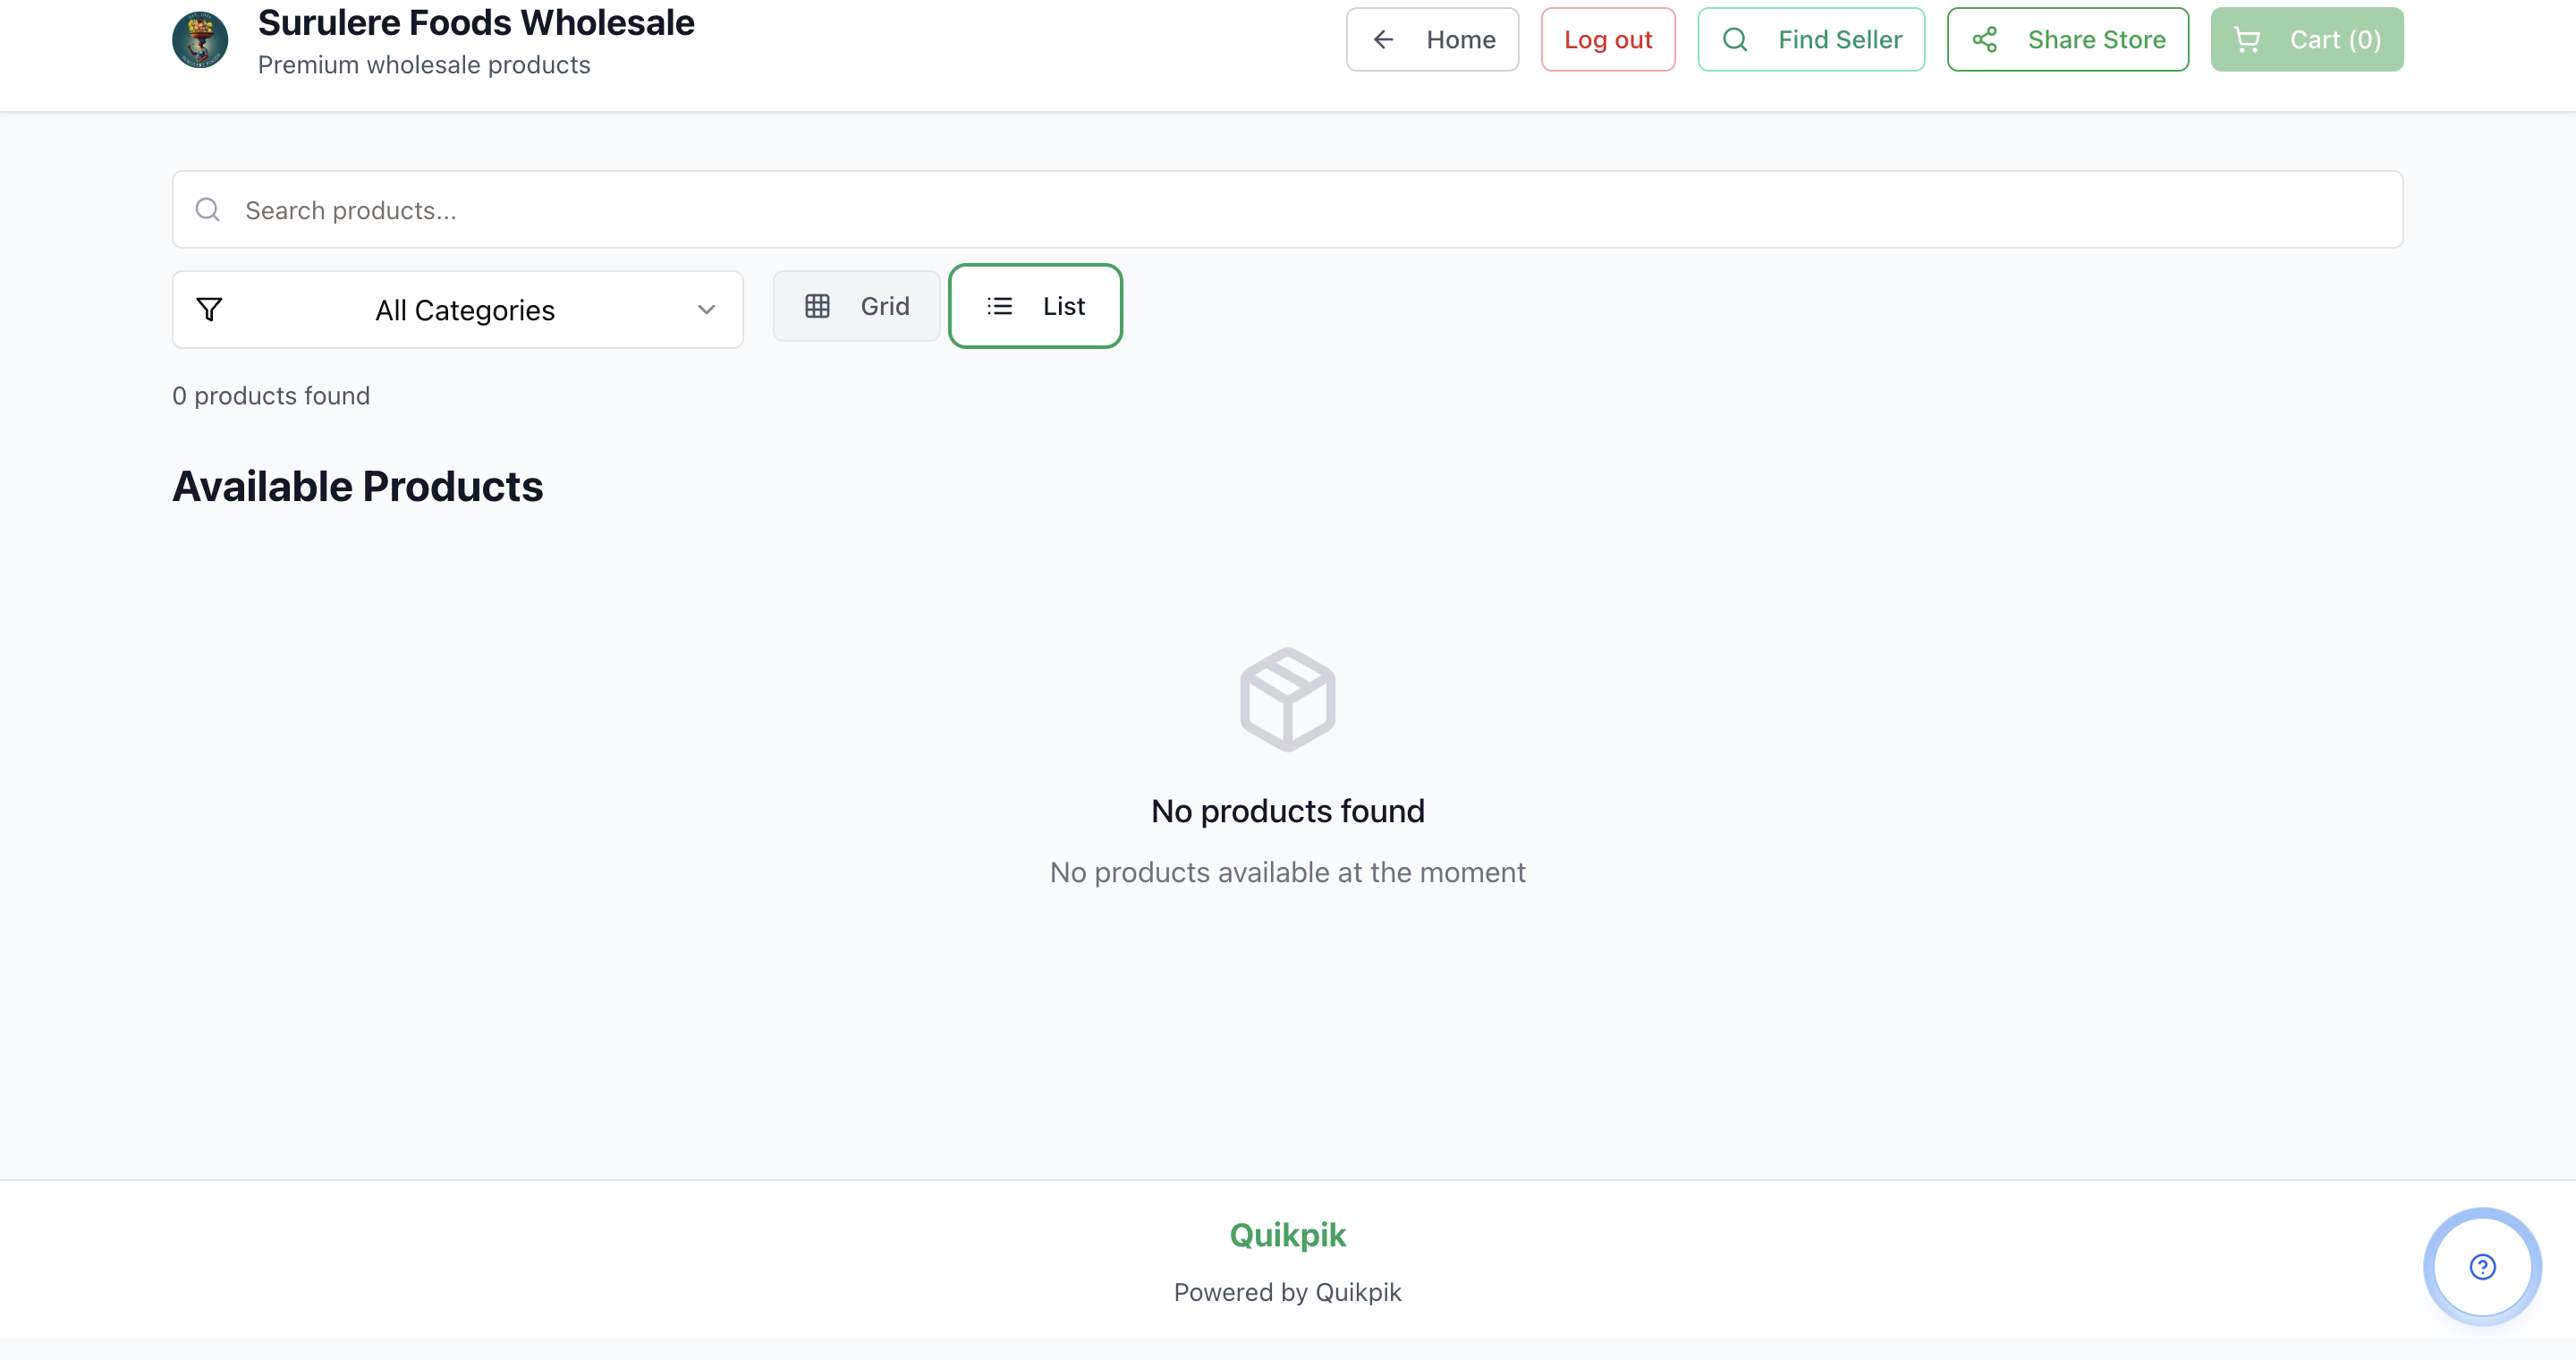 Surulere Foods Wholesale
Premium wholesale products
Home
Log out
Find Seller
Share Store
Cart (0)
Search products...
All Categories
Grid
List
0 products found
Available Products
No products found
No products available at the moment
Quikpik
Powered by Quikpik